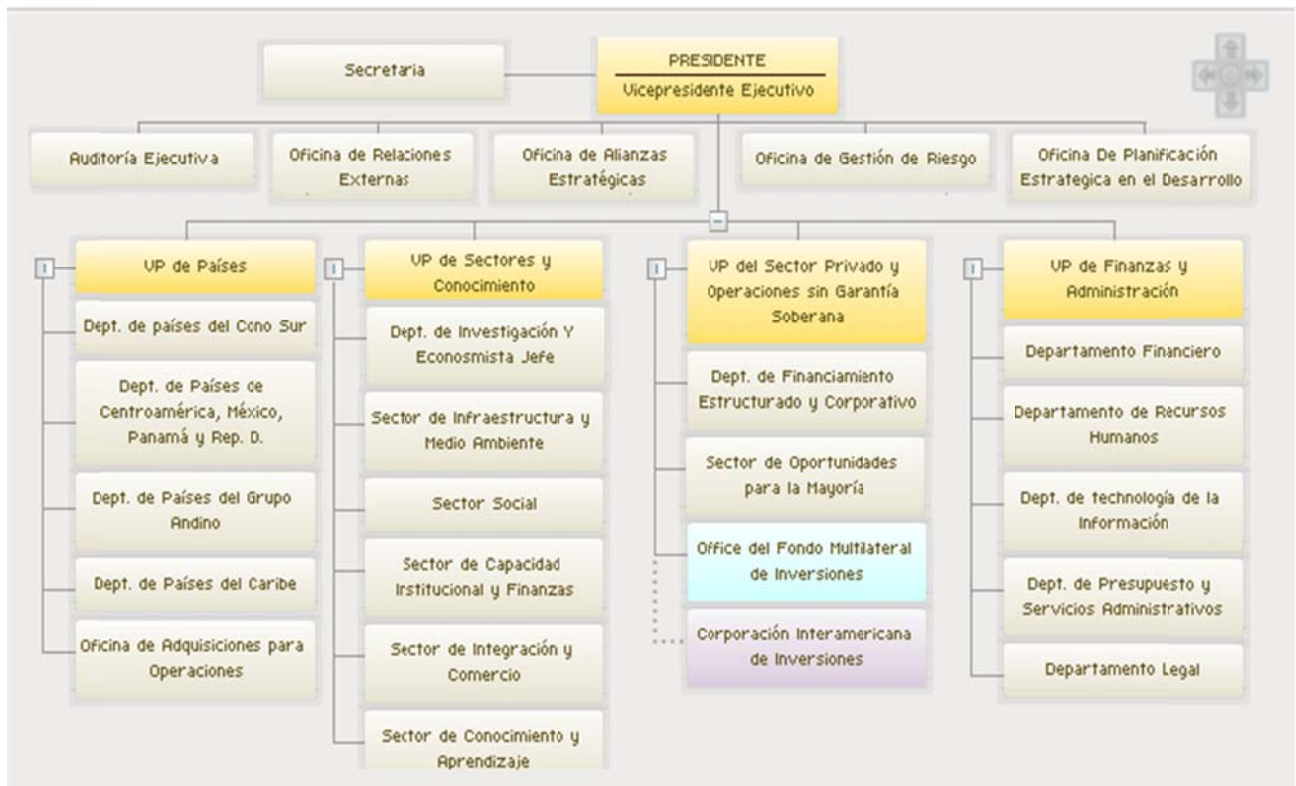 Secretaria
PRESIDENTE
Vicepresidente Ejecutivo
Auditoría Ejecutiva
Oficina de Relaciones
Externas
Oficina de Alianzas
Estratégicas
Oficina de Gestión de Riesgo
Oficina De Planificación
Estrategica en el Desarrollo
VP de Países
Dept. de países del Cono Sur
Dept. de Países de
Centroamérica, México,
Panamá y Rep. D.
Dept. de Países del Grupo
Andino
Dept. de Países del Caribe
Oficina de Adquisiciones para
Operaciones
VP de Sectores y
Conocimiento
Dept. de Investigación Y
Econosmista Jefe
Sector de Infraestructura y
Medio Ambiente
Sector Social
Sector de Capacidad
Institucional y Finanzas
Sector de Integración y
Comercio
Sector de Conocimiento y
Aprendizaje
VP del Sector Privado y
Operaciones sin Garantía
Soberana
Dept. de Financiamiento
Estructurado y Corporativo
Sector de Oportunidades
para la Mayoría
Office del Fondo Multilateral
de Inversiones
Corporación Interamericana
de Inversiones
VP de Finanzas y
Administración
Departamento Financiero
Departamento de Recursos
Humanos
Dept. de technología de la
Información
Dept. de Presupuesto y
Servicios Administrativos
Departamento Legal